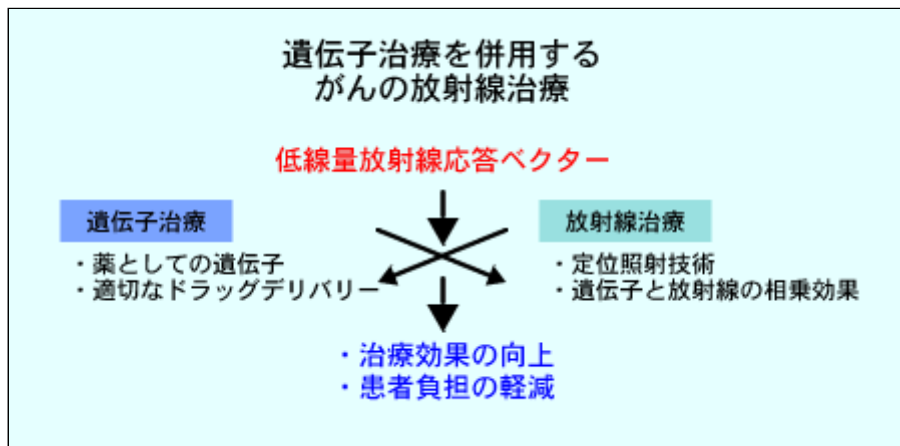 遺伝子治療を併用する
がんの放射線治療
低線量放射線応答ベクター
遺伝子治療
・薬としての遺伝子
・適切なドラッグデリバリー
放射線治療
・定位照射技術
・遺伝子と放射線の相乗効果
・治療効果の向上
・患者負担の軽減